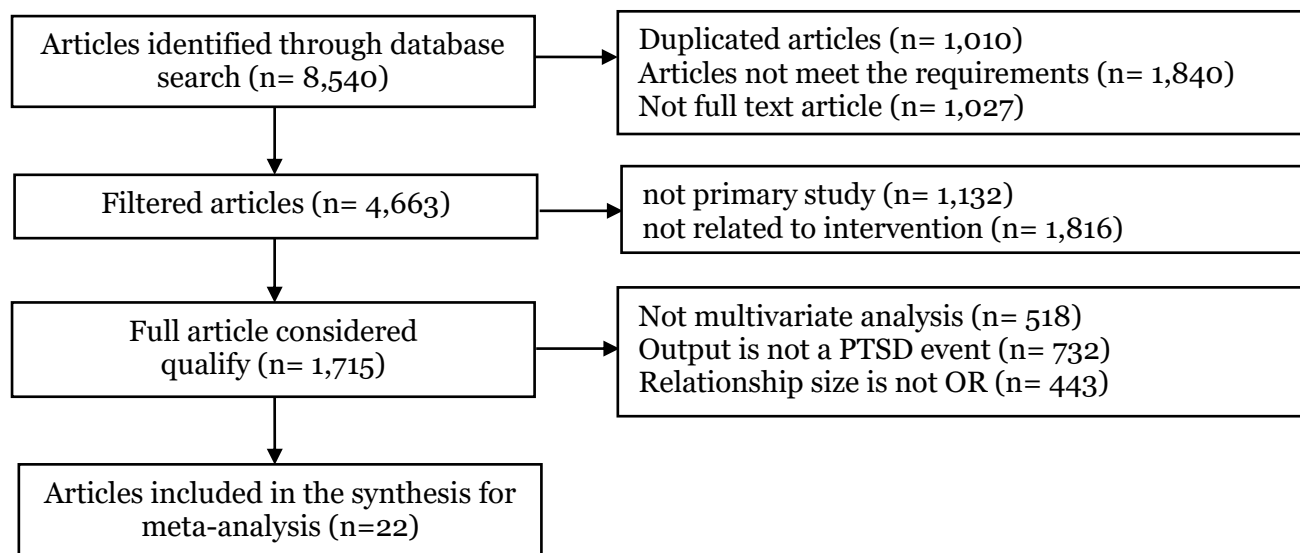 Articles identified through database
search (n= 8,540)
Duplicated articles (n= 1,010)
Articles not meet the requirements (n= 1,840)
Not full text article (n= 1,027)
Filtered articles (n= 4,663)
not primary study (n= 1,132)
not related to intervention (n= 1,816)
Full article considered
qualify (n= 1,715)
Not multivariate analysis (n= 518)
Output is not a PTSD event (n= 732)
Relationship size is not OR (n= 443)
Articles included in the synthesis for
meta-analysis (n=22)